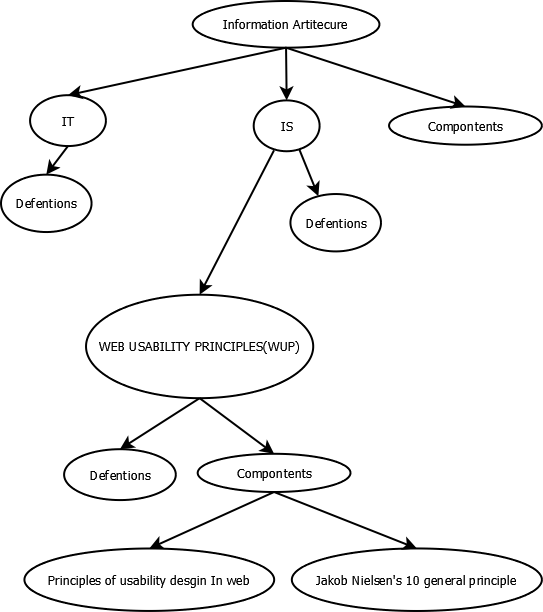 Information Artitecure
IT
IS
Compontents
Defentions
Defentions
WEB USABILITY PRINCIPLES(WUP)
Defentions
Compontents
Principles of usability desgin In web
Jakob Nielsen's 10 general principle